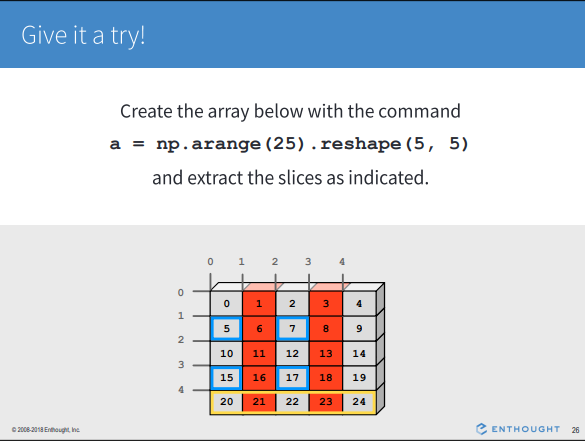 Give it a try!
Create the array below with the command
a = np.arange(25).reshape(5, 5)
and extract the slices as indicated.
0 1 2 3 4
0
0 1 2 3 4
1
5 6 7 8 9
2
10 11 12 13 14
3
15 16 17 18 19
4
20 21 22 23 24
© 2008-2018 Enthought, Inc.
ENTHOUGHT 26